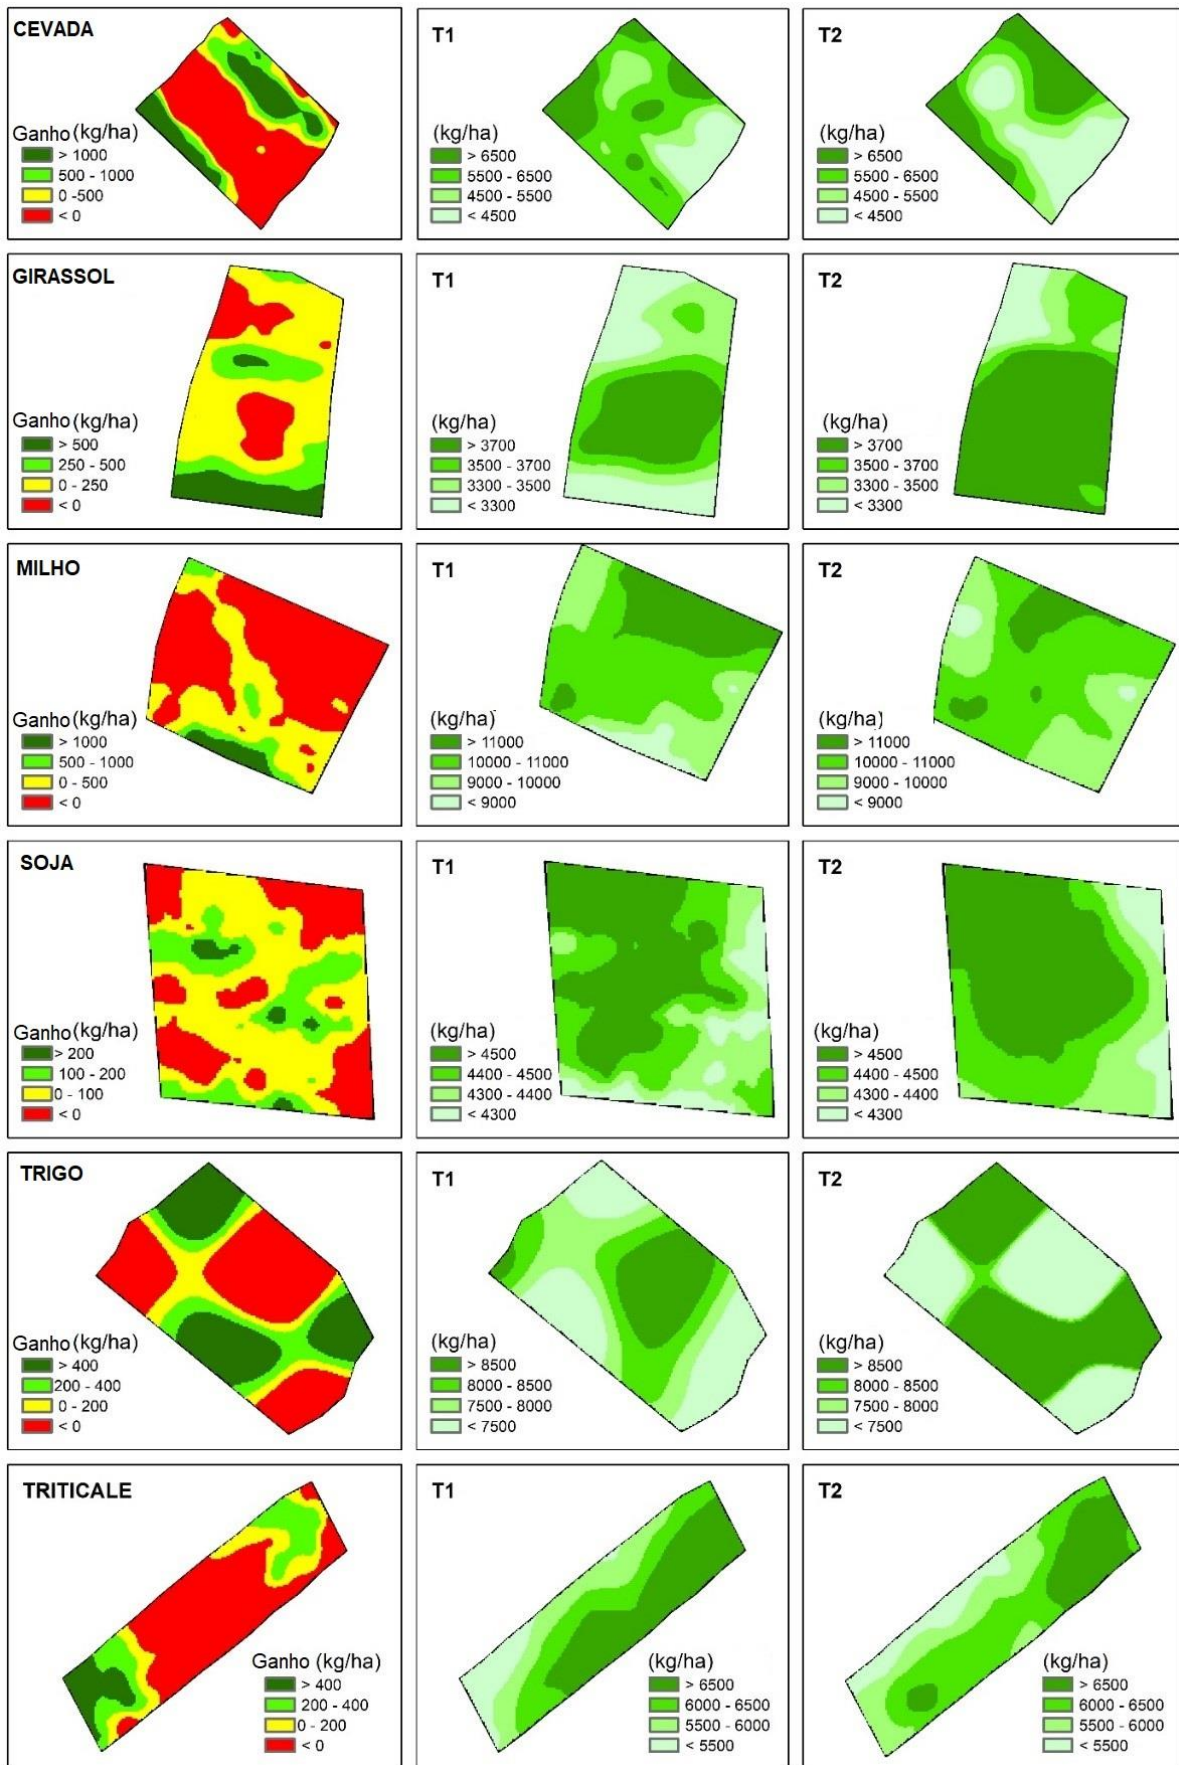 CEVADA
Ganho (kg/ha)
> 1000
500 - 1000
0 -500
< 0
T1
(kg/ha)
> 6500
5500 - 6500
4500 - 5500
< 4500
T2
(kg/ha)
> 6500
5500 - 6500
4500 - 5500
< 4500
GIRASSOL
Ganho (kg/ha)
> 500
250 - 500
0 - 250
< 0
T1
(kg/ha)
> 3700
3500 - 3700
3300 - 3500
< 3300
T2
(kg/ha)
> 3700
3500 - 3700
3300 - 3500
< 3300
MILHO
Ganho (kg/ha)
> 1000
500 - 1000
0 - 500
< 0
T1
(kg/ha)
> 11000
10000 - 11000
9000 - 10000
< 9000
T2
(kg/ha)
> 11000
10000 - 11000
9000 - 10000
< 9000
SOJA
Ganho (kg/ha)
> 200
100 - 200
0 - 100
< 0
T1
(kg/ha)
> 4500
4400 - 4500
4300 - 4400
< 4300
T2
(kg/ha)
> 4500
4400 - 4500
4300 - 4400
< 4300
TRIGO
Ganho (kg/ha)
> 400
200 - 400
0 - 200
< 0
T1
(kg/ha)
> 8500
8000 - 8500
7500 - 8000
< 7500
T2
(kg/ha)
> 8500
8000 - 8500
7500 - 8000
< 7500
TRITICALE
Ganho (kg/ha)
> 400
200 - 400
0 - 200
< 0
T1
(kg/ha)
> 6500
6000 - 6500
5500 - 6000
< 5500
T2
(kg/ha)
> 6500
6000 - 6500
5500 - 6000
< 5500